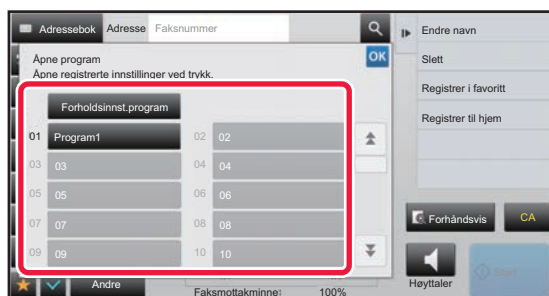 Adressebok Adresse Faksnummer
Endre navn
Åpne program
OK
Åpne registrerte innstillinger ved trykk.
Slett
Registrer i favoritt
Forholdsinnst.program
Registrer til hjem
01 Program1 02 02
03 03 04 04
05 05 06 06
07 07 08 08
Forhåndsvis CA
09 09 10 10
Start
Andre
Høyttaler
Faksmottakminne: 100%